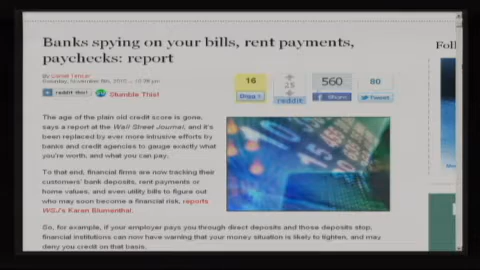 Banks spying on your bills, rent payments,
paychecks: report
By Daniel Tencer
reddit this!
Stumble This!
16
Digg
25
reddit
560
Share
80
Tweet
Foll
The age of the plain old credit score is gone,
says a report at the Wall Street Journal, and it's
been replaced by ever more intrusive efforts by
banks and credit agencies to gauge exactly what
you're worth, and what you can pay.
To that end, financial firms are now tracking their
customers' bank deposits, rent payments or
home values, and even utility bills to figure out
who may soon become a financial risk, reports
WSJ's Karen Blumenthal.
So, for example, if your employer pays you through direct deposits and those deposits stop,
financial institutions can now have warning that your money situation is likely to tighten, and may
deny you credit on that basis.